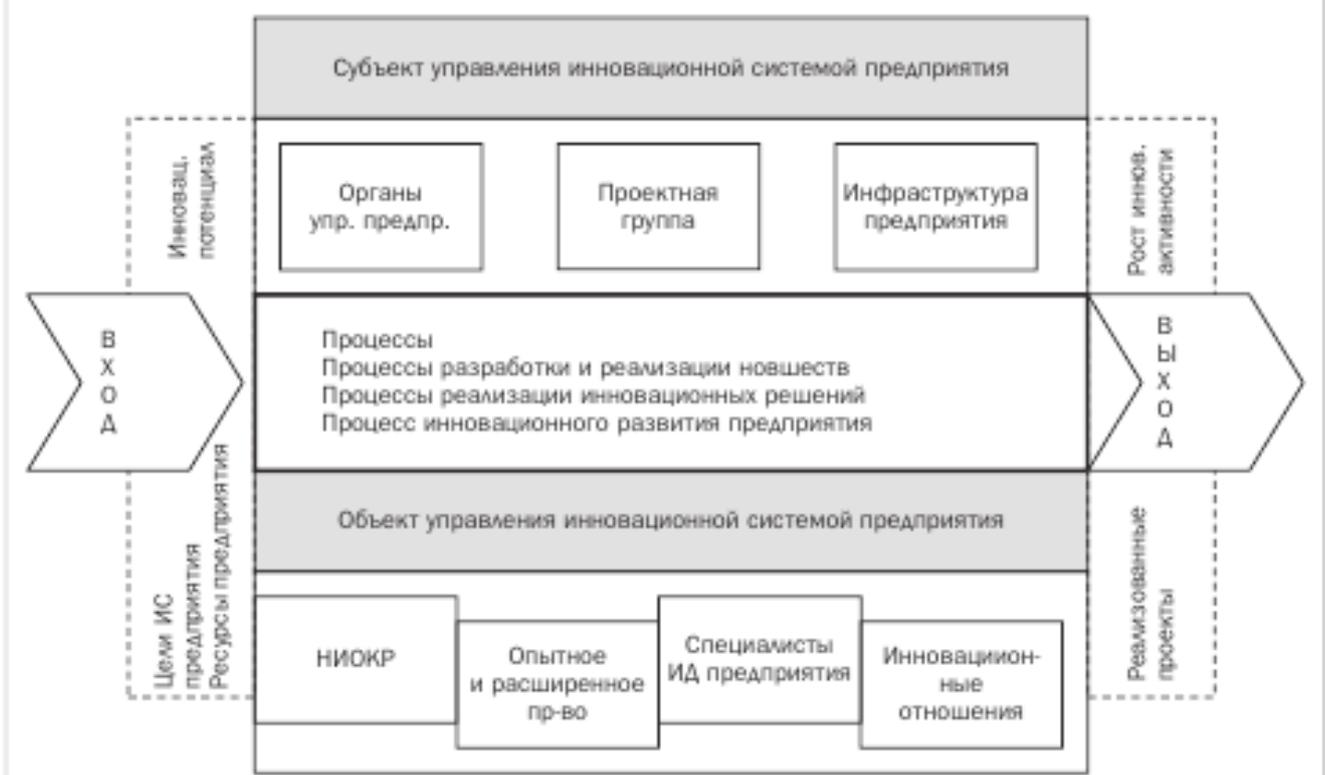 Субъект управления инновационной системой предприятия
Инновац.
потенциал
Органы
упр. предпр.
Проектная
группа
Инфраструктура
предприятия
Рост иннов.
активности
В
Х
О
Д
Процессы
Процессы разработки и реализации новшеств
Процессы реализации инновационных решений
Процесс инновационного развития предприятия
В
Ы
Х
О
Д
Объект управления инновационной системой предприятия
Цели ИС
предприятия
Ресурсы предприятия
НИОКР
Опытное
и расширенное
пр-во
Специалисты
ИД предприятия
Инновациион-
ные
отношения
Реализованные
проекты